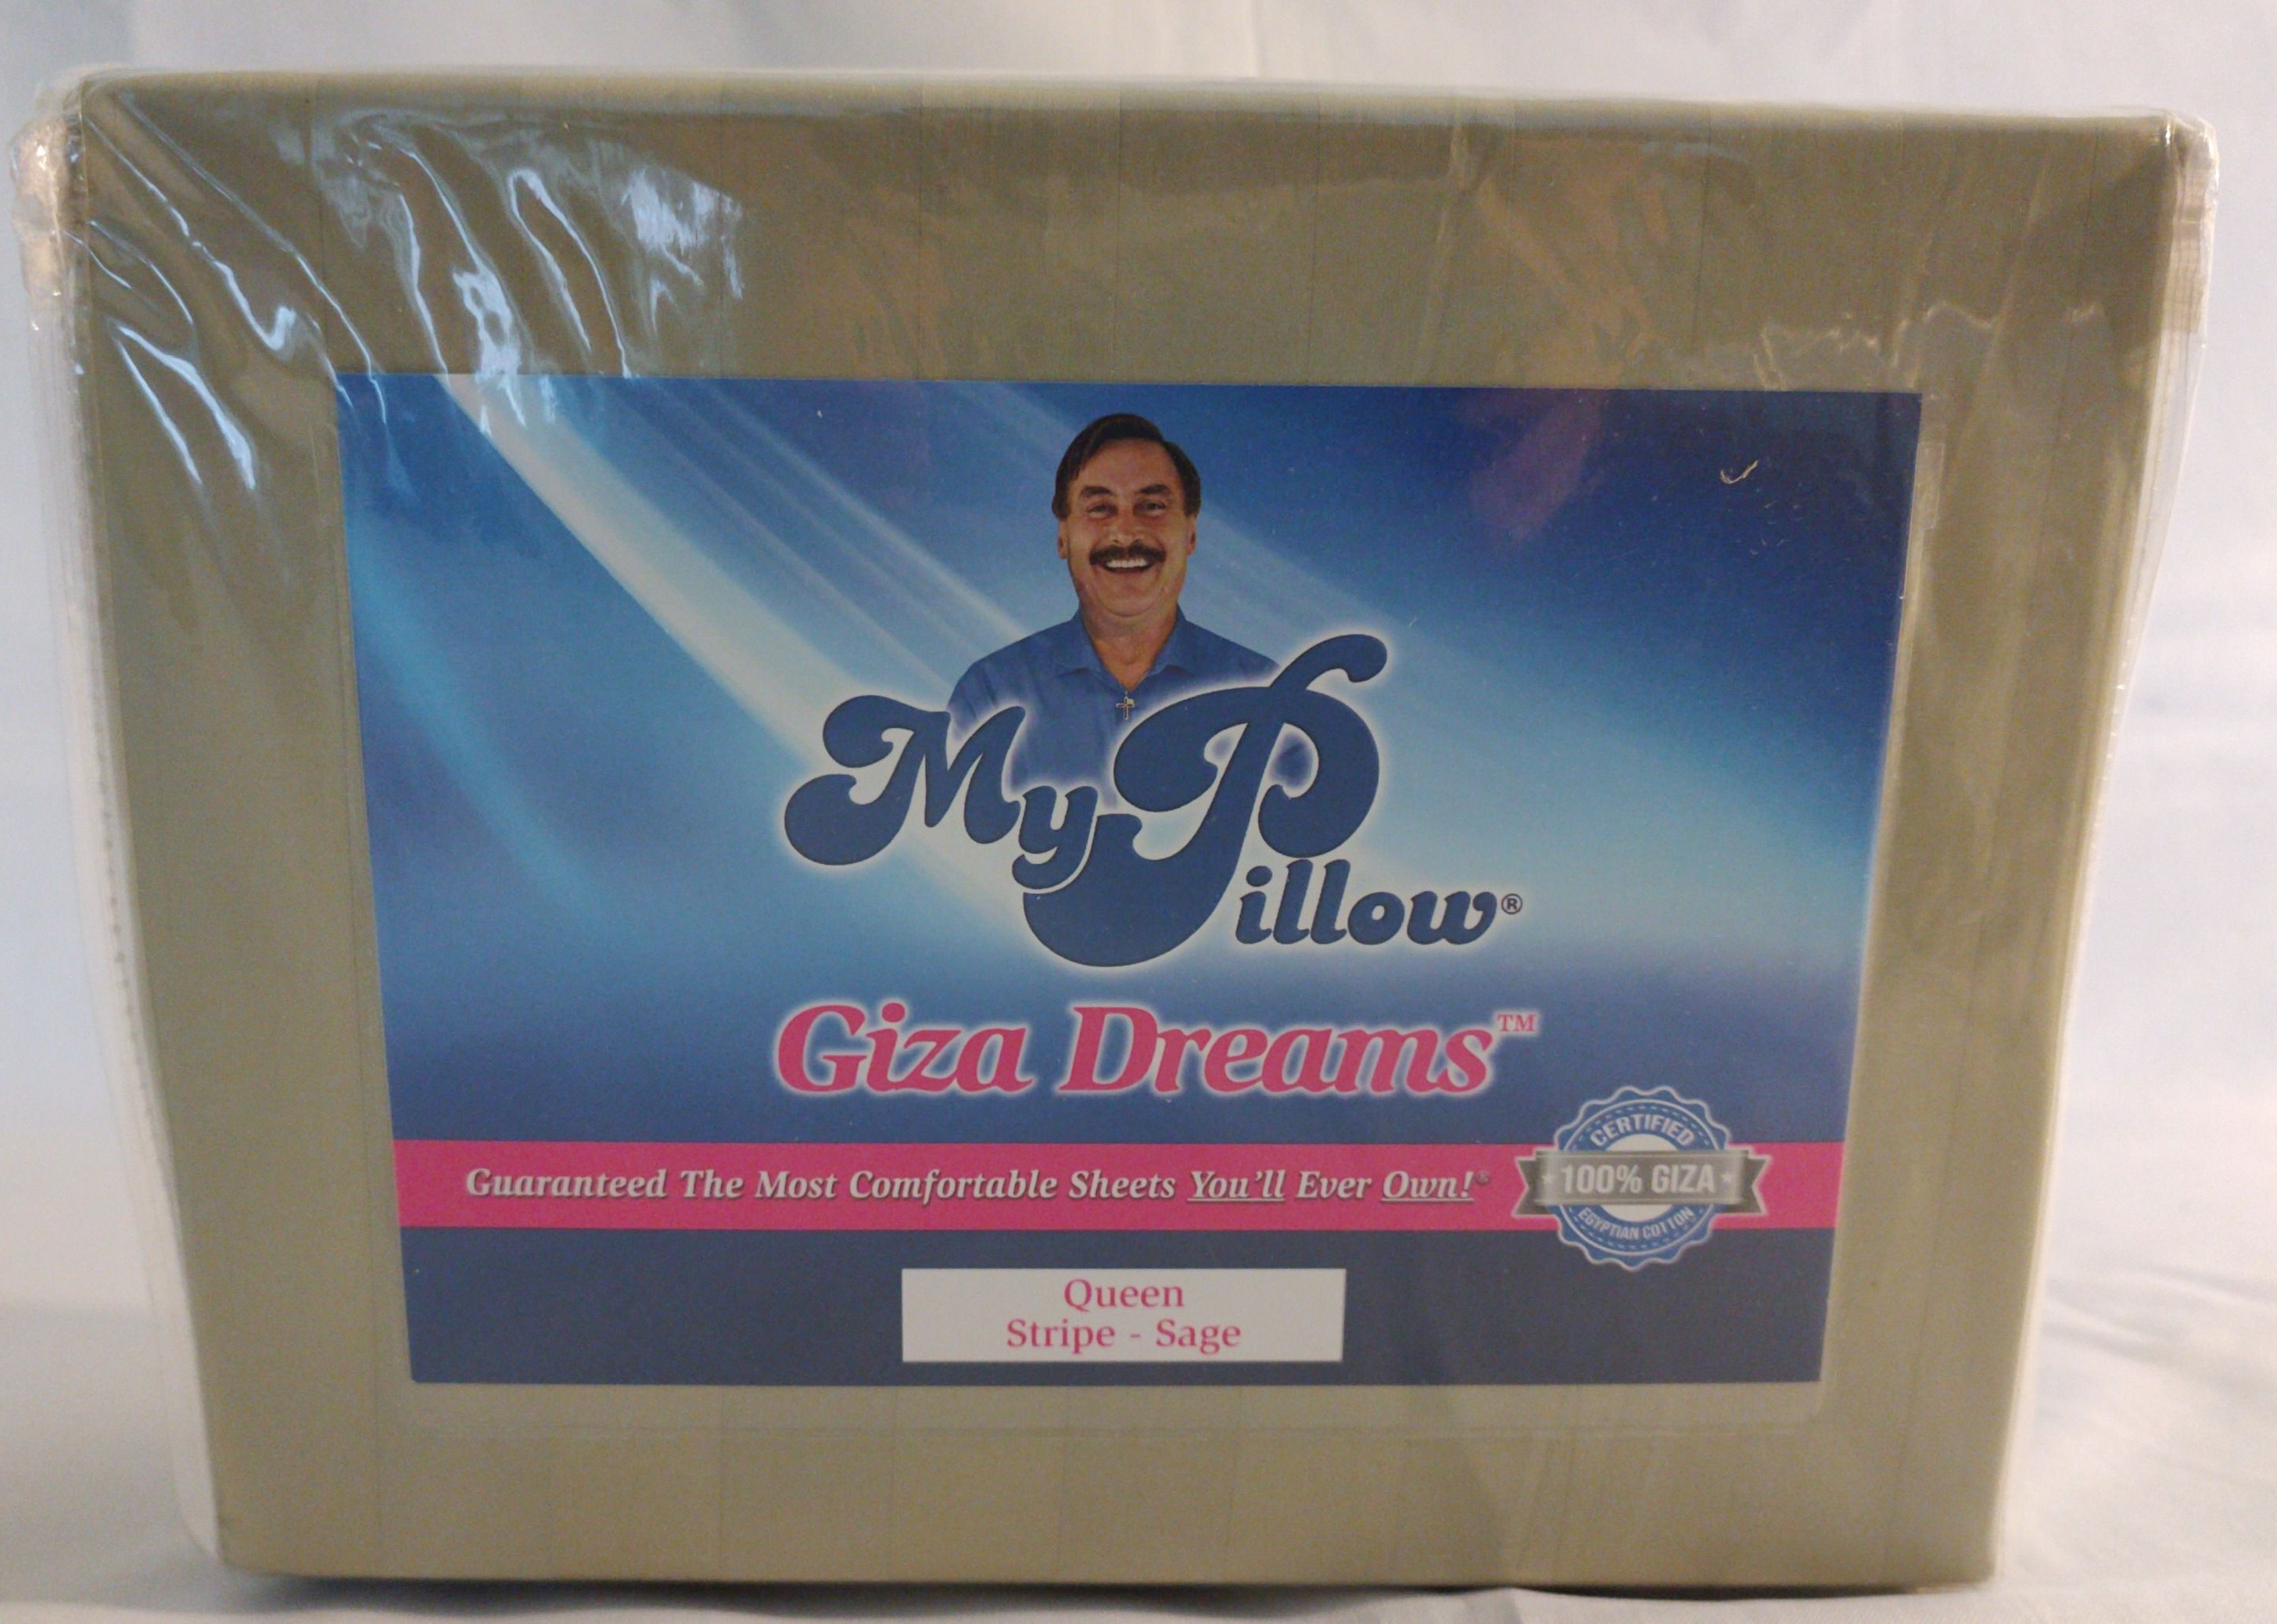 MyPillow®
Giza Dreams™
Guaranteed The Most Comfortable Sheets You'll Ever Own!®
CERTIFIED
100% GIZA
EGYPTIAN COTTON
Queen
Stripe - Sage